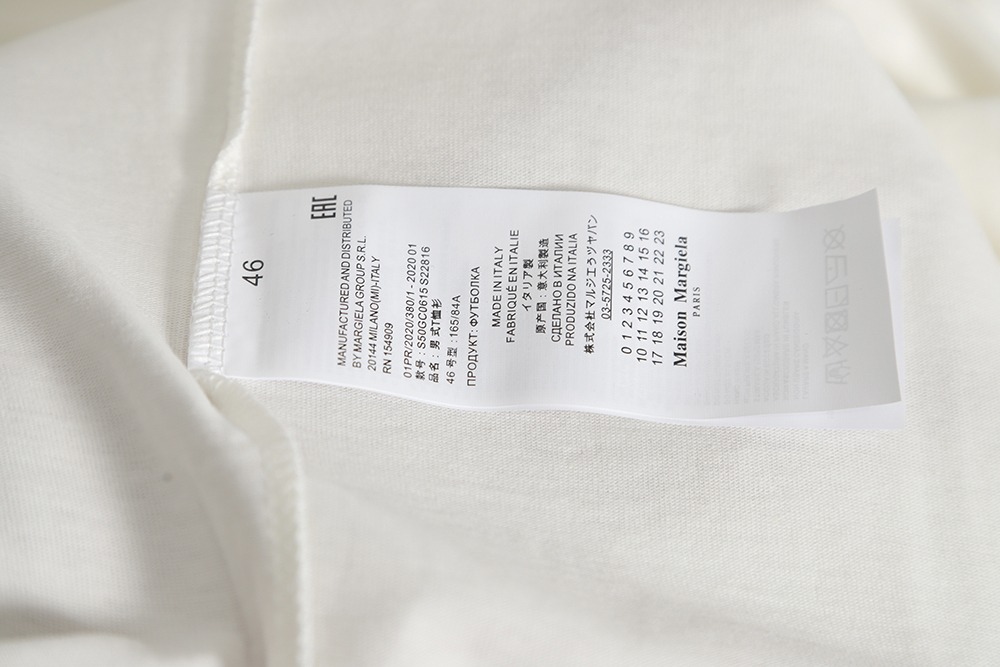 EAC
46
MANUFACTURED AND DISTRIBUTED
BY MARGIELA GROUP S.R.L.
20144 MILANO(MI)-ITALY
RN 154909
01PR/2020/380/1 - 2020 01
款号 : S50GC0615 S22816
品名 : 男式T恤衫
46 号型 : 165/84A
ПРОДУКТ: ФУТБОЛКА
MADE IN ITALY
FABRIQUÉ EN ITALIE
イタリア製
原产国 : 意大利製造
СДЕЛАНО В ИТАЛИИ
PRODUZIDO NA ITALIA
株式会社マルジエラジャパン
03-5725-2333
0 1 2 3 4 5 6 7 8 9
10 11 12 13 14 15 16
17 18 19 20 21 22 23
Maison Margiela
PARIS